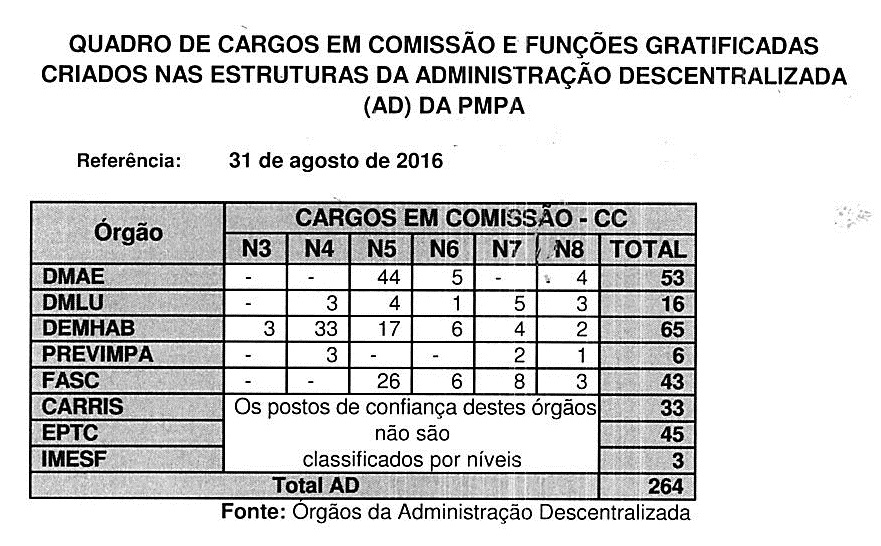 QUADRO DE CARGOS EM COMISSÃO E FUNÇÕES GRATIFICADAS
CRIADOS NAS ESTRUTURAS DA ADMINISTRAÇÃO DESCENTRALIZADA
(AD) DA PMPA
Referência: 31 de agosto de 2016
Órgão CARGOS EM COMISSÃO - CC
N3 N4 N5 N6 N7 N8 TOTAL
DMAE - - 44 5 - 4 53
DMLU - 3 4 1 5 3 16
DEMHAB 3 33 17 6 4 2 65
PREVIMPA - 3 - - 2 1 6
FASC - - 26 6 8 3 43
CARRIS Os postos de confiança destes órgãos 33
EPTC não são 45
IMESF classificados por níveis 3
Total AD 264
Fonte: Órgãos da Administração Descentralizada